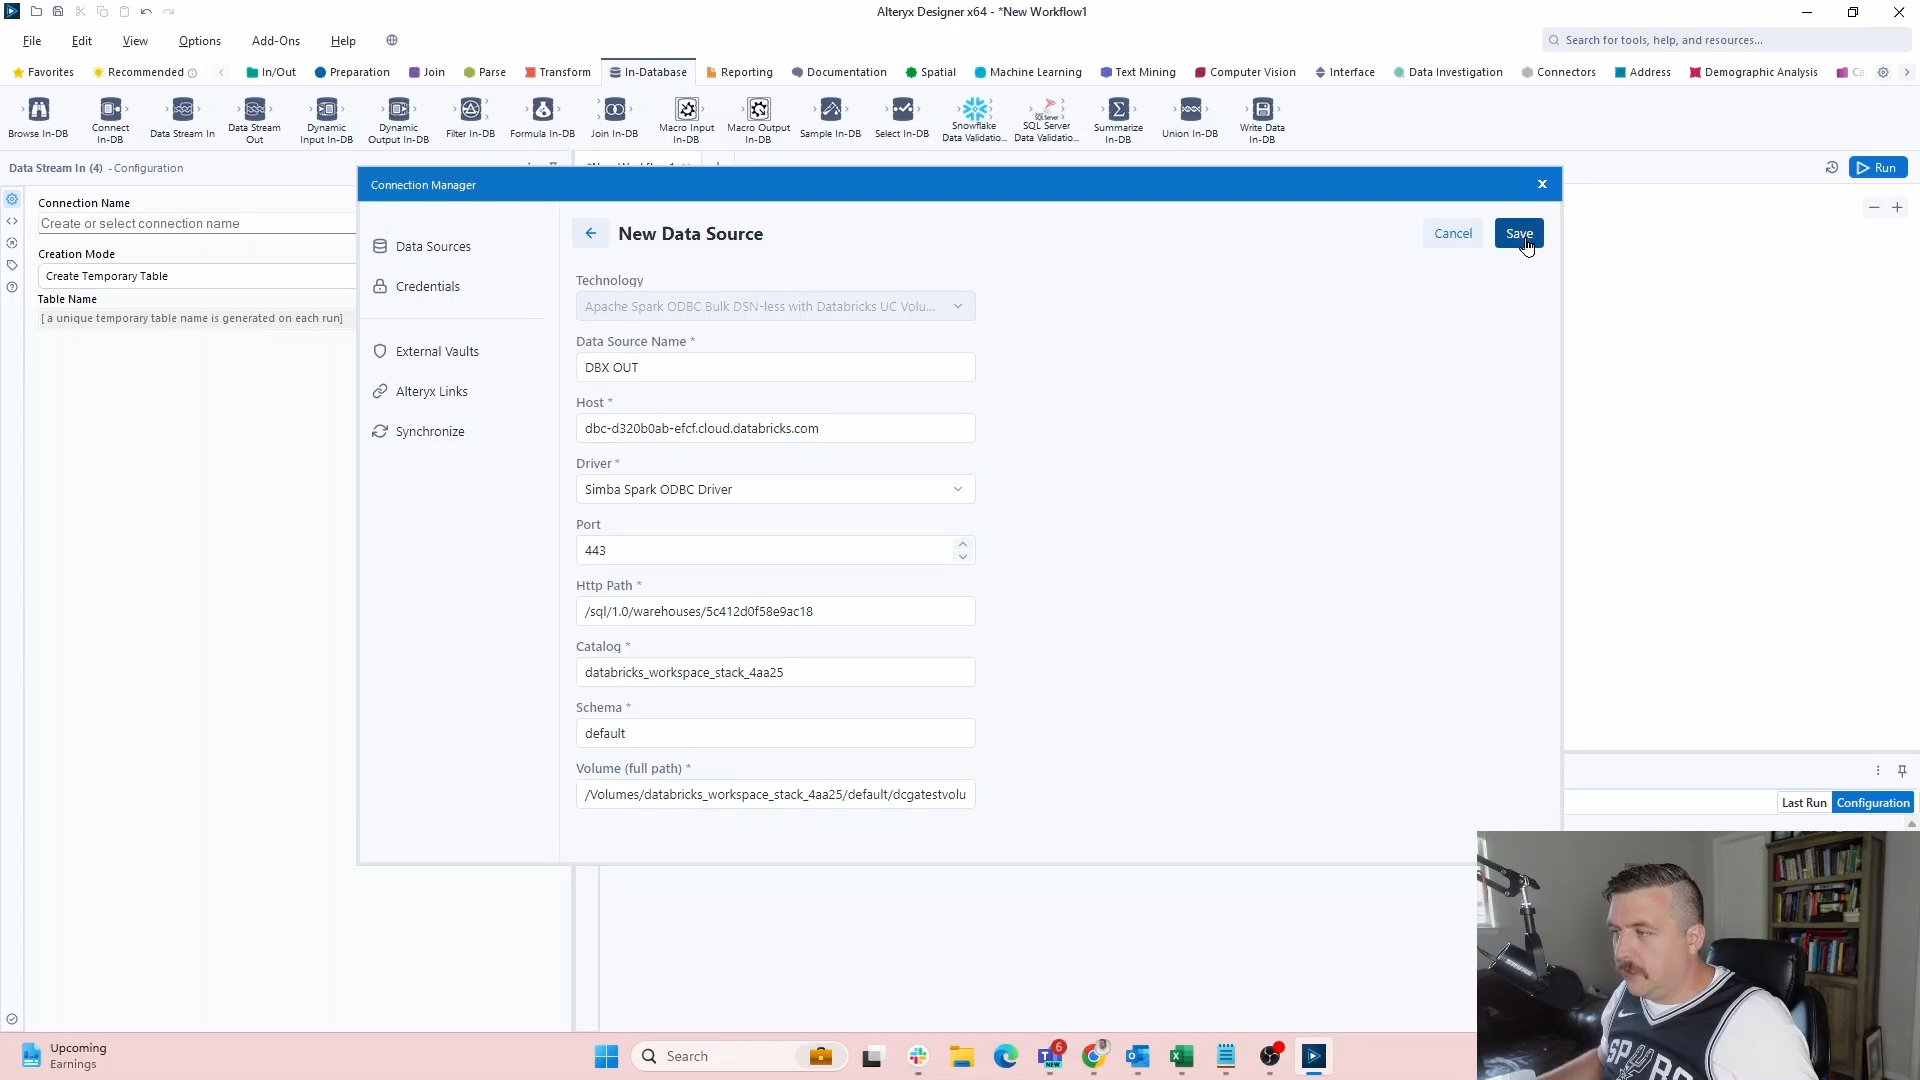 Alteryx Designer x64 - *New Workflow1
File Edit View Options Add-Ons Help
Search for tools, help, and resources...
Favorites Recommended In/Out Preparation Join Parse Transform In-Database Reporting Documentation Spatial Machine Learning Text Mining Computer Vision Interface Data Investigation Connectors Address Demographic Analysis Ca
Browse In-DB
Connect In-DB
Data Stream In
Data Stream Out
Dynamic Input In-DB
Dynamic Output In-DB
Filter In-DB
Formula In-DB
Join In-DB
Macro Input In-DB
Macro Output In-DB
Sample In-DB
Select In-DB
Snowflake Data Validatio...
SQL Server Data Validatio...
Summarize In-DB
Union In-DB
Write Data In-DB
Data Stream In (4) - Configuration
Run
Connection Name
Create or select connection name
Creation Mode
Create Temporary Table
Table Name
[ a unique temporary table name is generated on each run]
Connection Manager
Data Sources
Credentials
External Vaults
Alteryx Links
Synchronize
New Data Source
Cancel
Save
Technology
Apache Spark ODBC Bulk DSN-less with Databricks UC Volu...
Data Source Name *
DBX OUT
Host *
dbc-d320b0ab-efcf.cloud.databricks.com
Driver *
Simba Spark ODBC Driver
Port
443
Http Path *
/sql/1.0/warehouses/5c412d0f58e9ac18
Catalog *
databricks_workspace_stack_4aa25
Schema *
default
Volume (full path) *
/Volumes/databricks_workspace_stack_4aa25/default/dcgatestvolu
Last Run Configuration
Upcoming
Earnings
Search
6
NEW